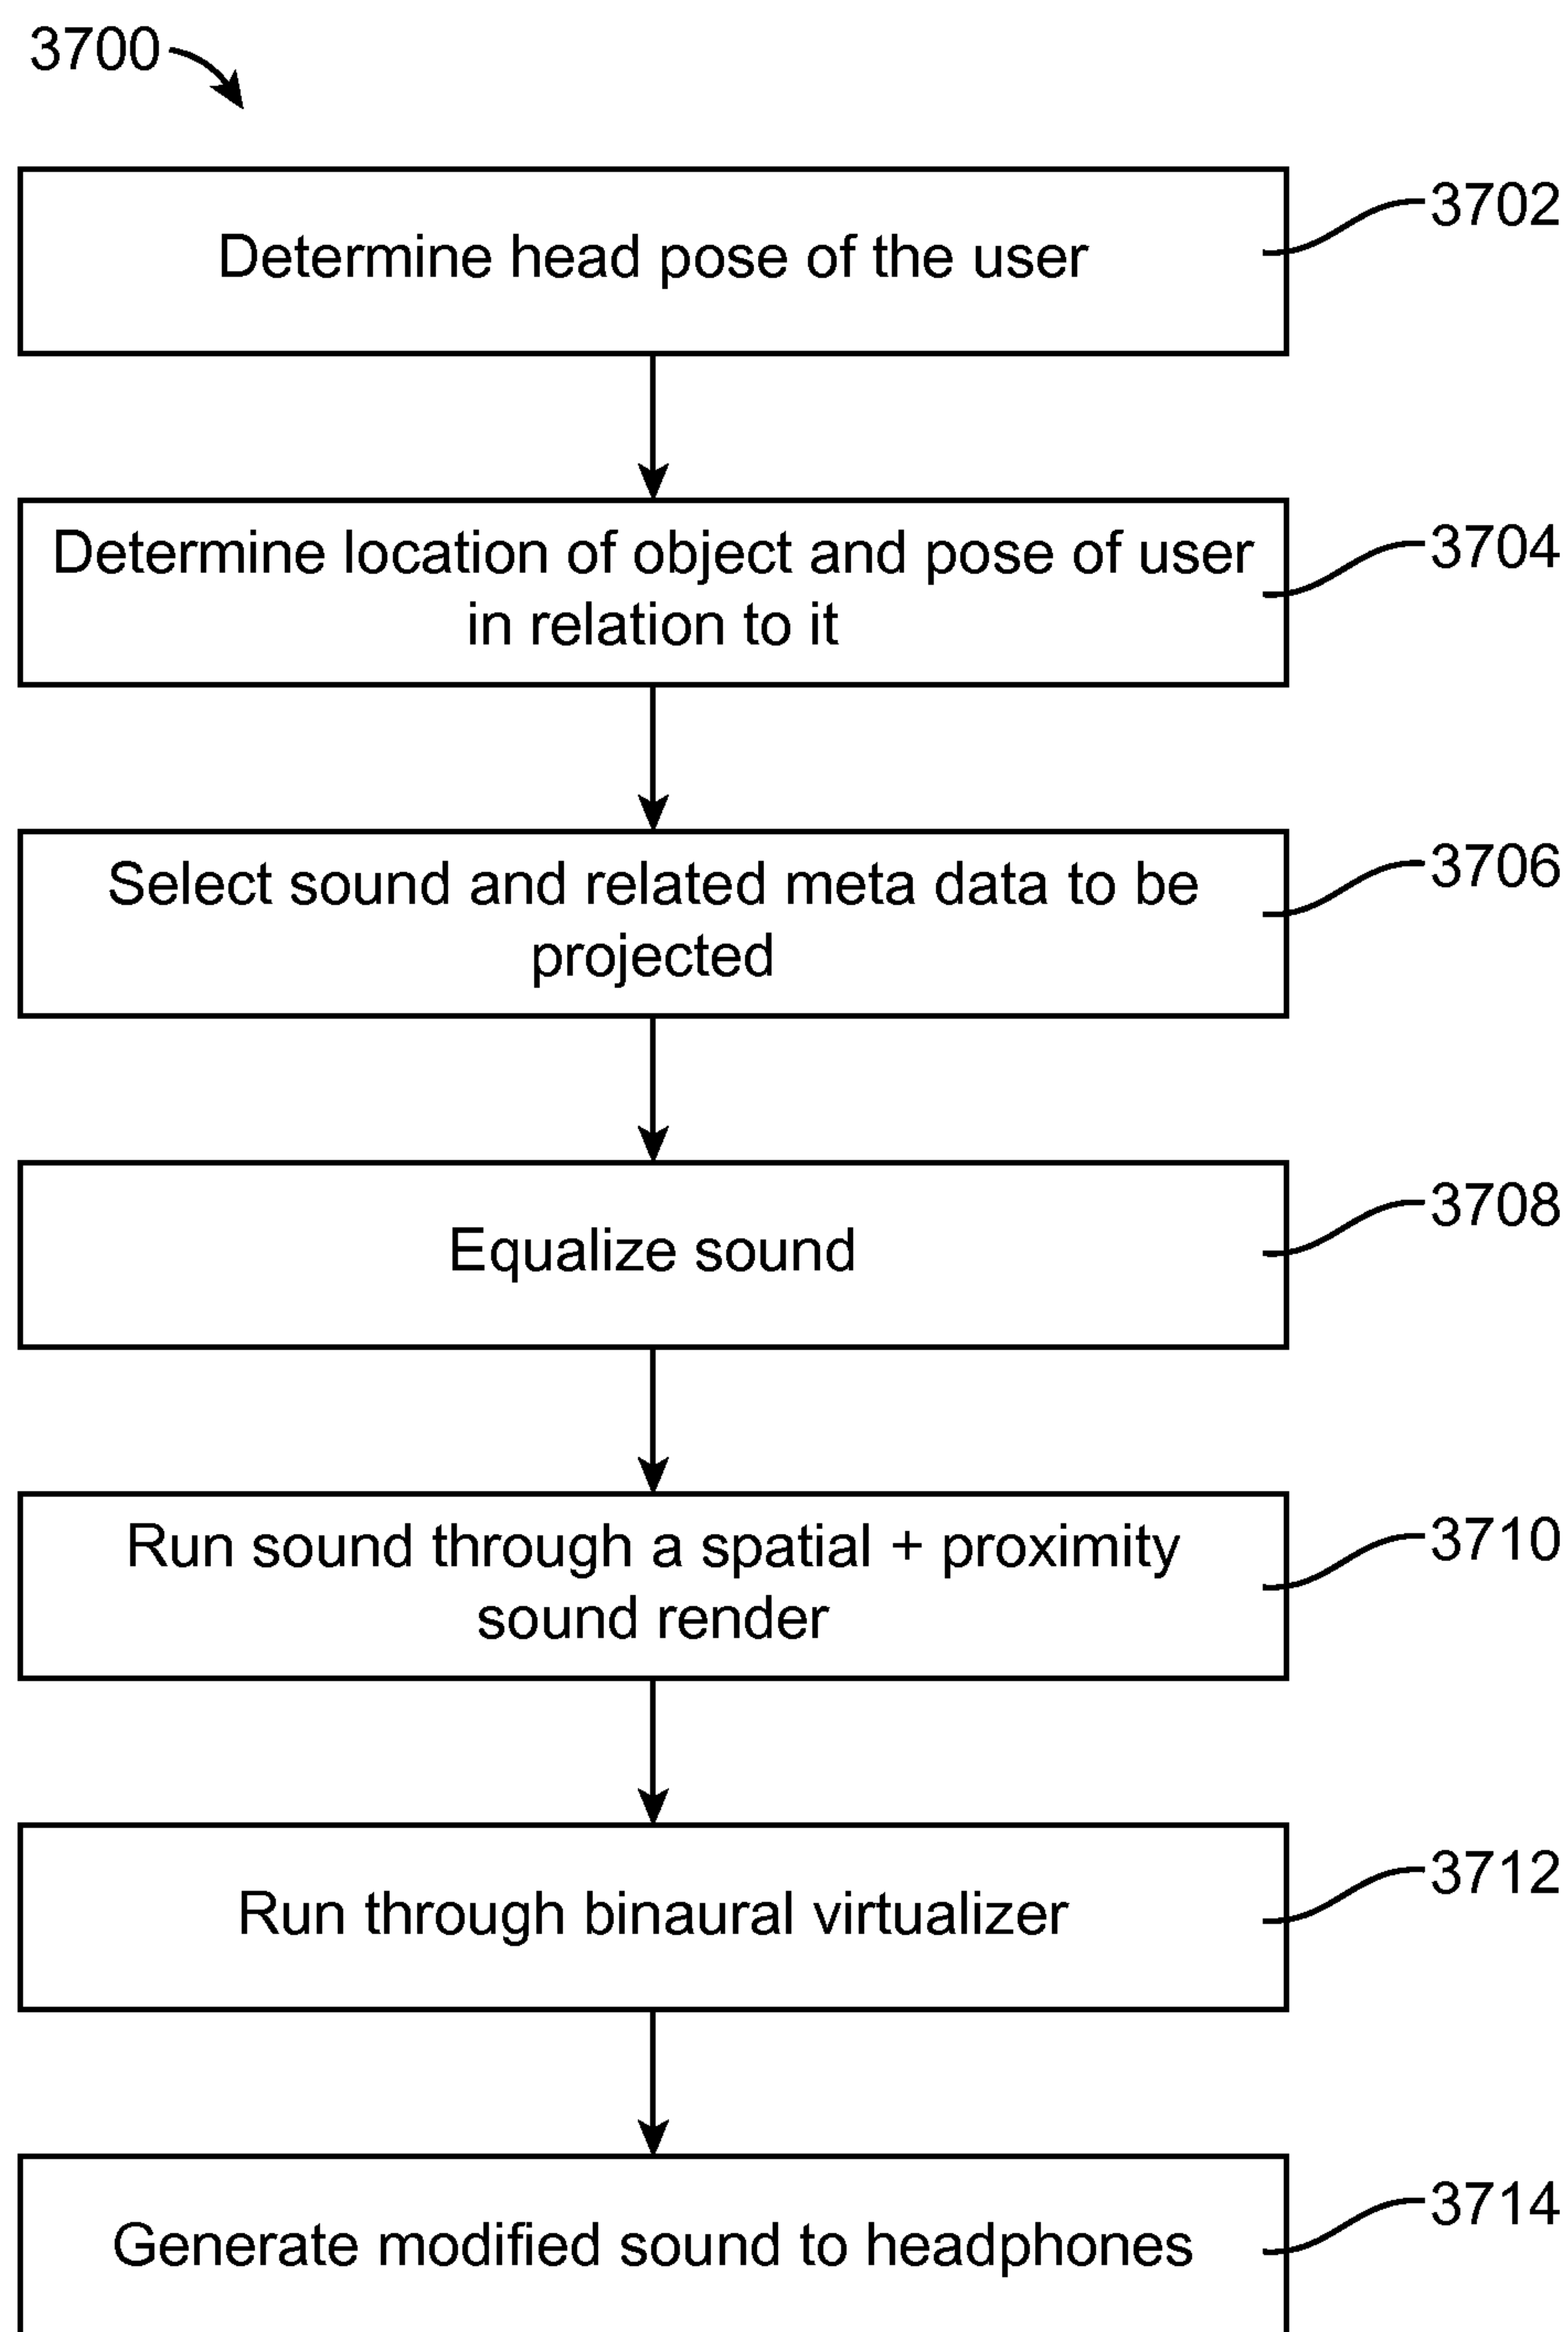 3700
Determine head pose of the user
3702
Determine location of object and pose of user
in relation to it
3704
Select sound and related meta data to be
projected
3706
Equalize sound
3708
Run sound through a spatial + proximity
sound render
3710
Run through binaural virtualizer
3712
Generate modified sound to headphones
3714